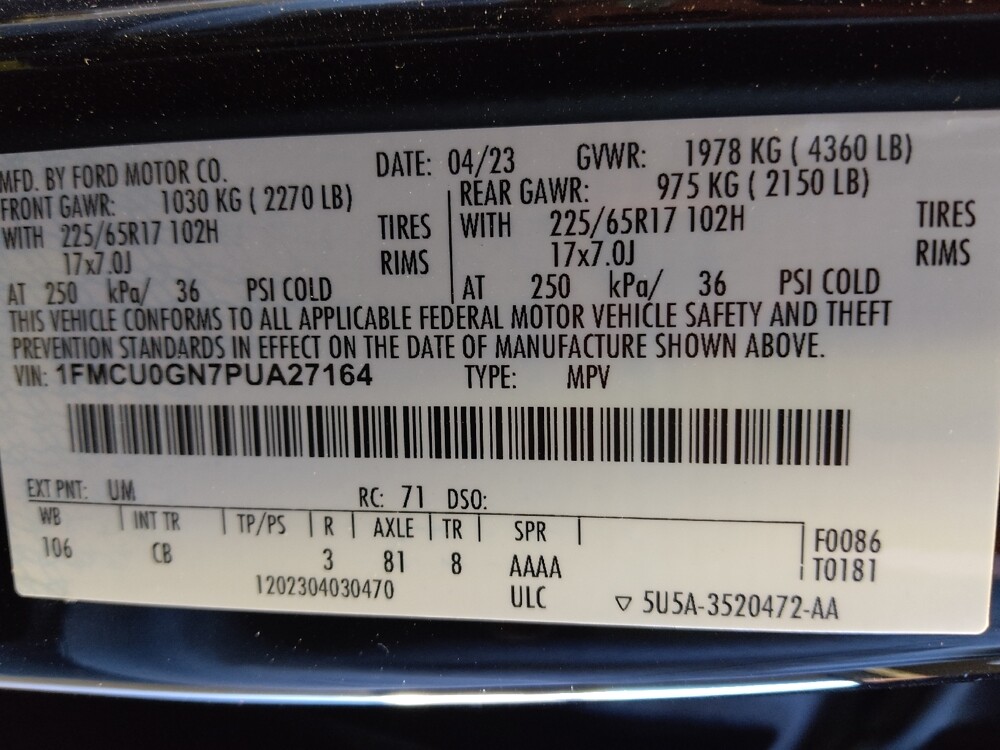 MFD. BY FORD MOTOR CO. DATE: 04/23 GVWR: 1978 KG ( 4360 LB)
FRONT GAWR: 1030 KG ( 2270 LB) REAR GAWR: 975 KG ( 2150 LB)
WITH 225/65R17 102H TIRES WITH 225/65R17 102H TIRES
17x7.0J RIMS 17x7.0J RIMS
AT 250 kPa/ 36 PSI COLD AT 250 kPa/ 36 PSI COLD
THIS VEHICLE CONFORMS TO ALL APPLICABLE FEDERAL MOTOR VEHICLE SAFETY AND THEFT
PREVENTION STANDARDS IN EFFECT ON THE DATE OF MANUFACTURE SHOWN ABOVE.
VIN: 1FMCU0GN7PUA27164 TYPE: MPV
EXT PNT: UM RC: 71 DSO:
WB INT TR TP/PS R AXLE TR SPR F0086
106 CB 3 81 8 AAAA T0181
1202304030470 ULC ▽ 5U5A-3520472-AA